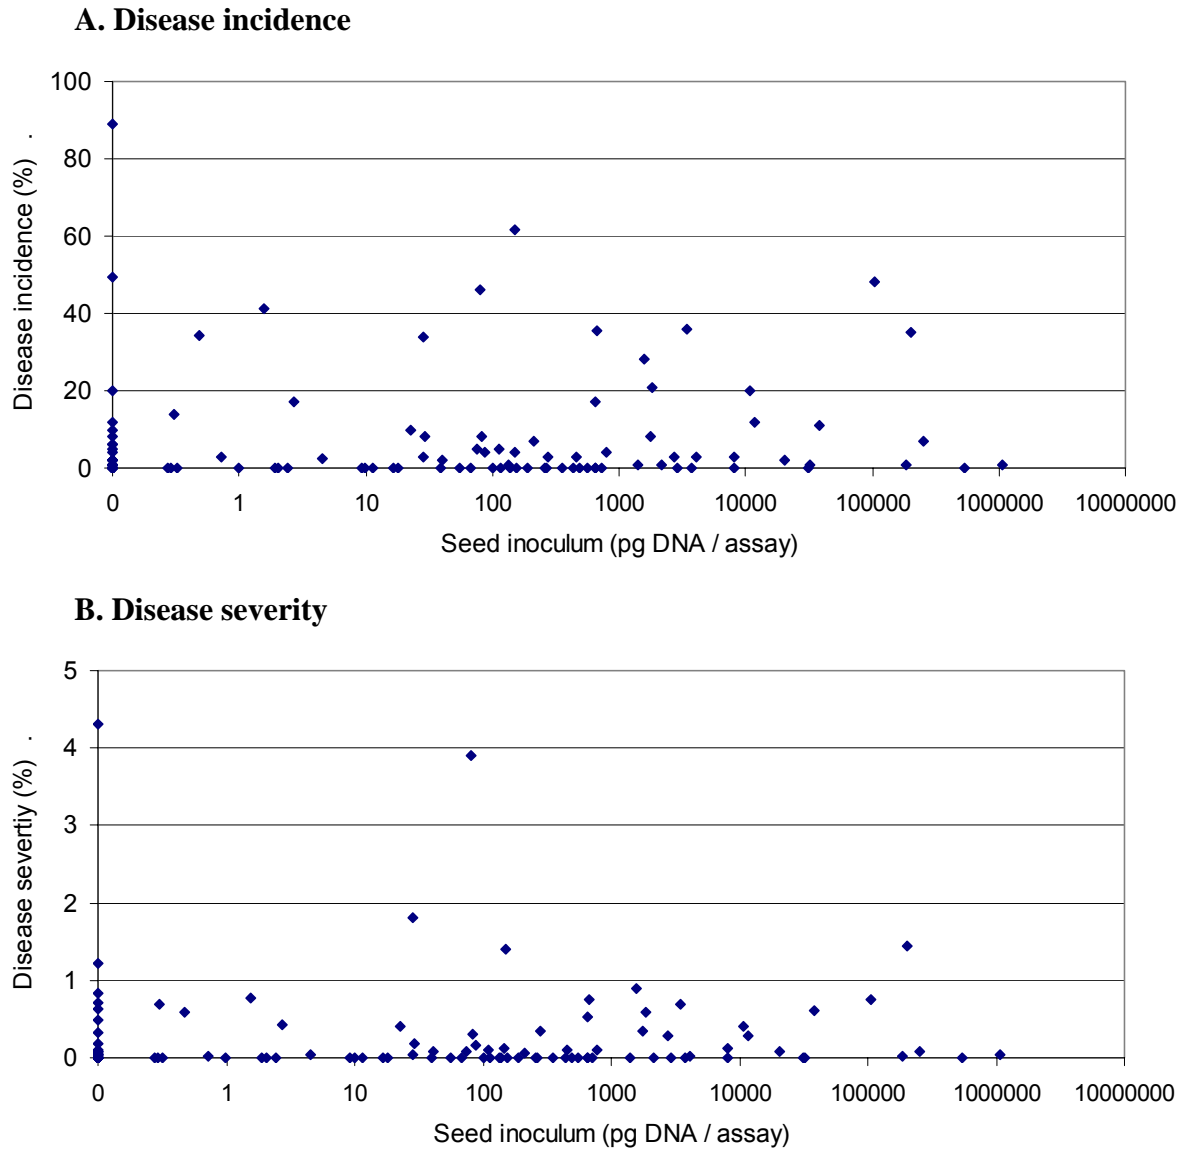 A. Disease incidence
100
80
60
40
20
0
Disease incidence (%) .
0 1 10 100 1000 10000 100000 1000000 10000000
Seed inoculum (pg DNA / assay)
B. Disease severity
5
4
3
2
1
0
Disease severtiy (%) .
0 1 10 100 1000 10000 100000 1000000 10000000
Seed inoculum (pg DNA / assay)